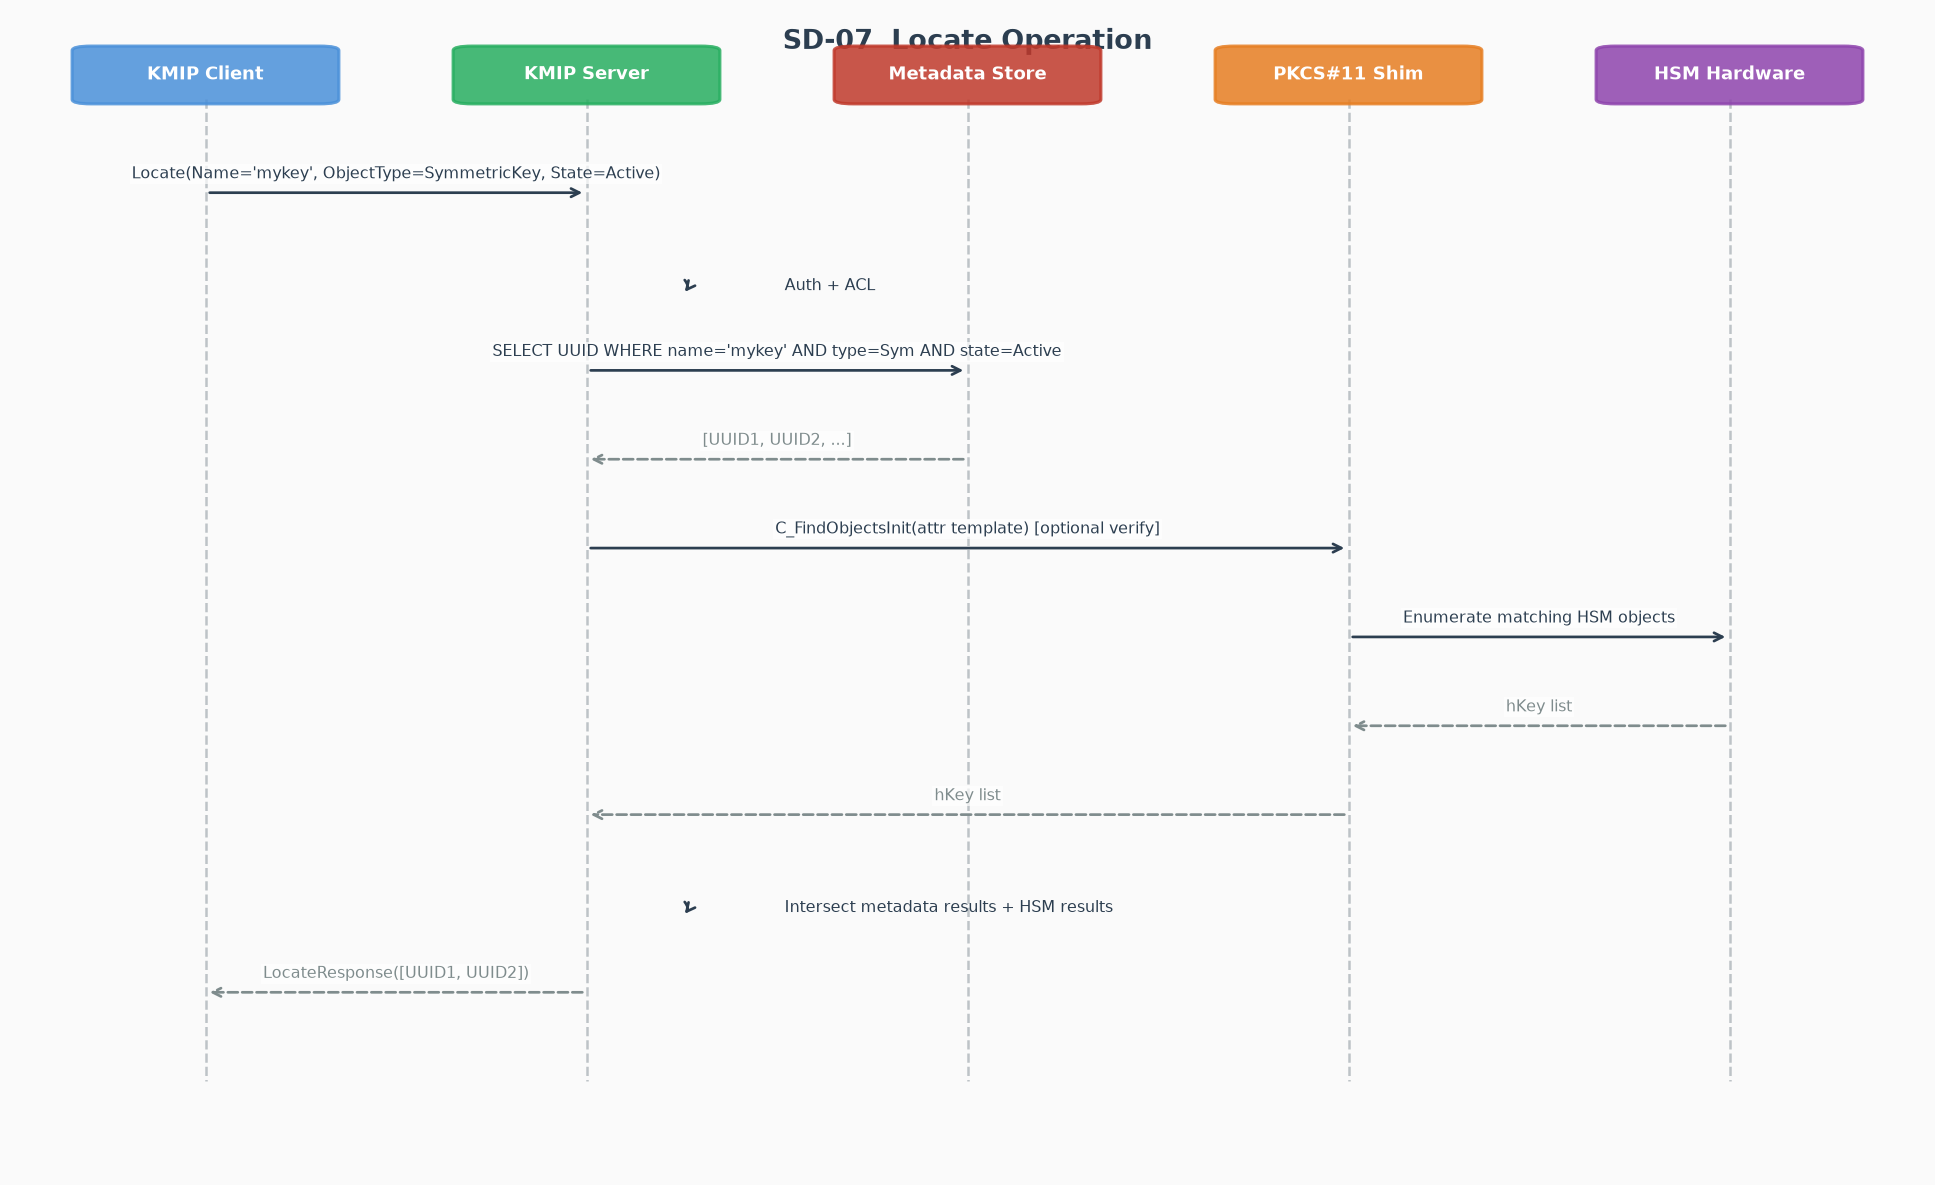 SD-07  Locate Operation
KMIP Client
KMIP Server
Metadata Store
PKCS#11 Shim
HSM Hardware
Locate(Name='mykey', ObjectType=SymmetricKey, State=Active)
Auth + ACL
SELECT UUID WHERE name='mykey' AND type=Sym AND state=Active
[UUID1, UUID2, ...]
C_FindObjectsInit(attr template) [optional verify]
Enumerate matching HSM objects
hKey list
hKey list
Intersect metadata results + HSM results
LocateResponse([UUID1, UUID2])